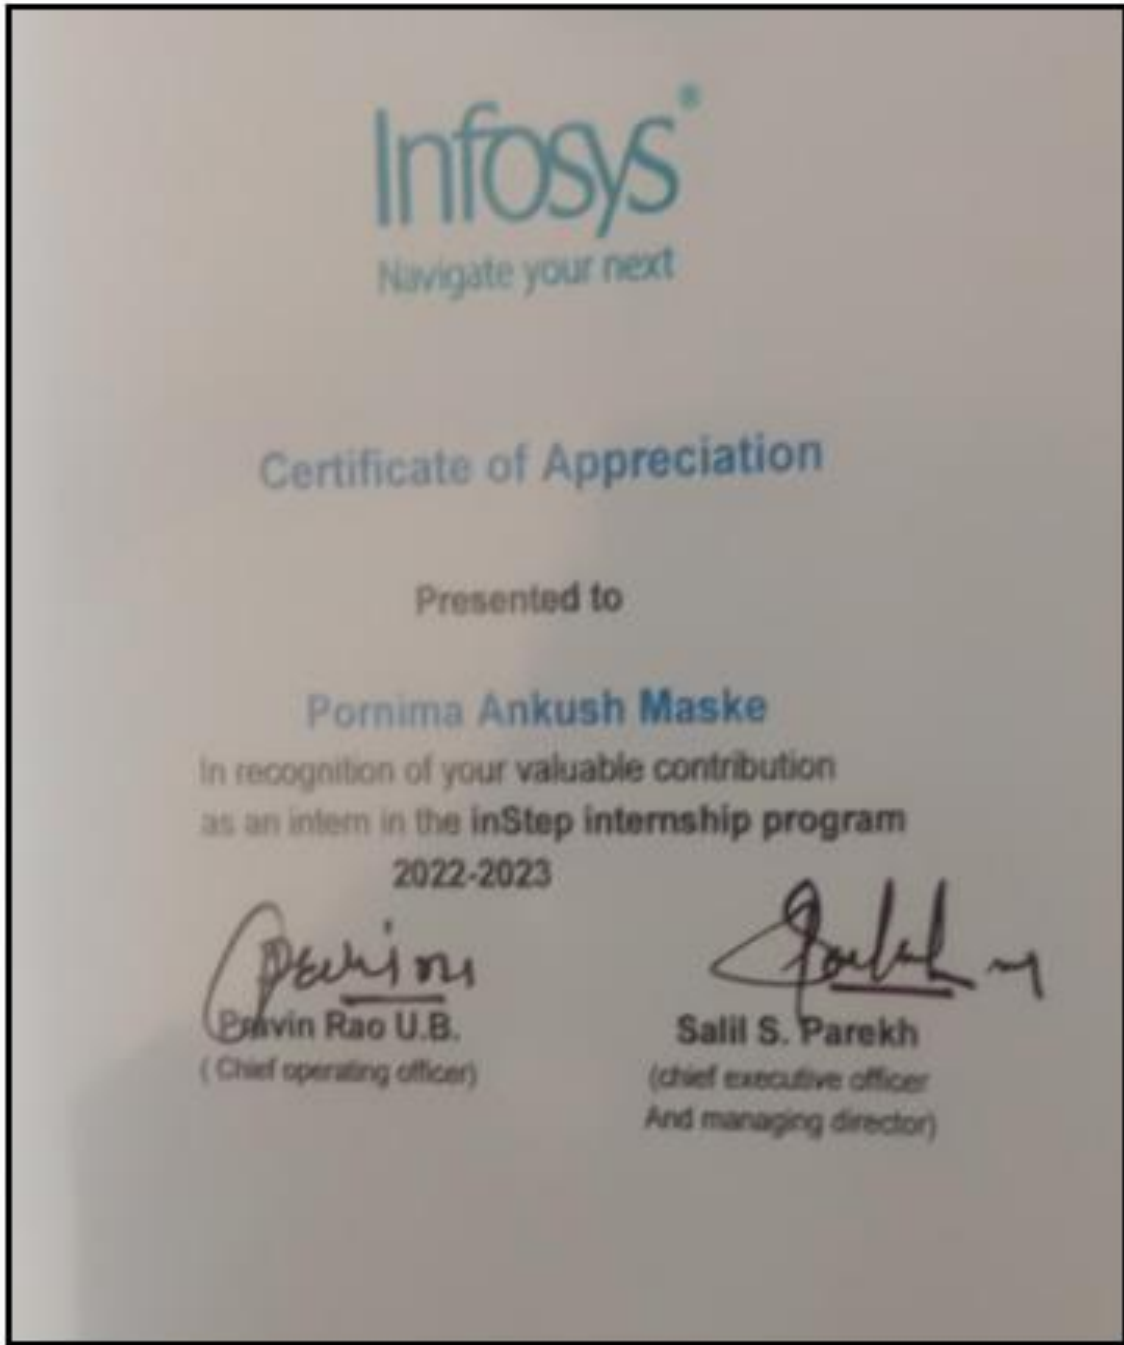 Infosys®
Navigate your next
Certificate of Appreciation
Presented to
Pornima Ankush Maske
In recognition of your valuable contribution
as an intern in the inStep internship program
2022-2023
Pravin Rao U.B.
Salil S. Parekh
( Chief operating officer)
(chief executive officer
And managing director)